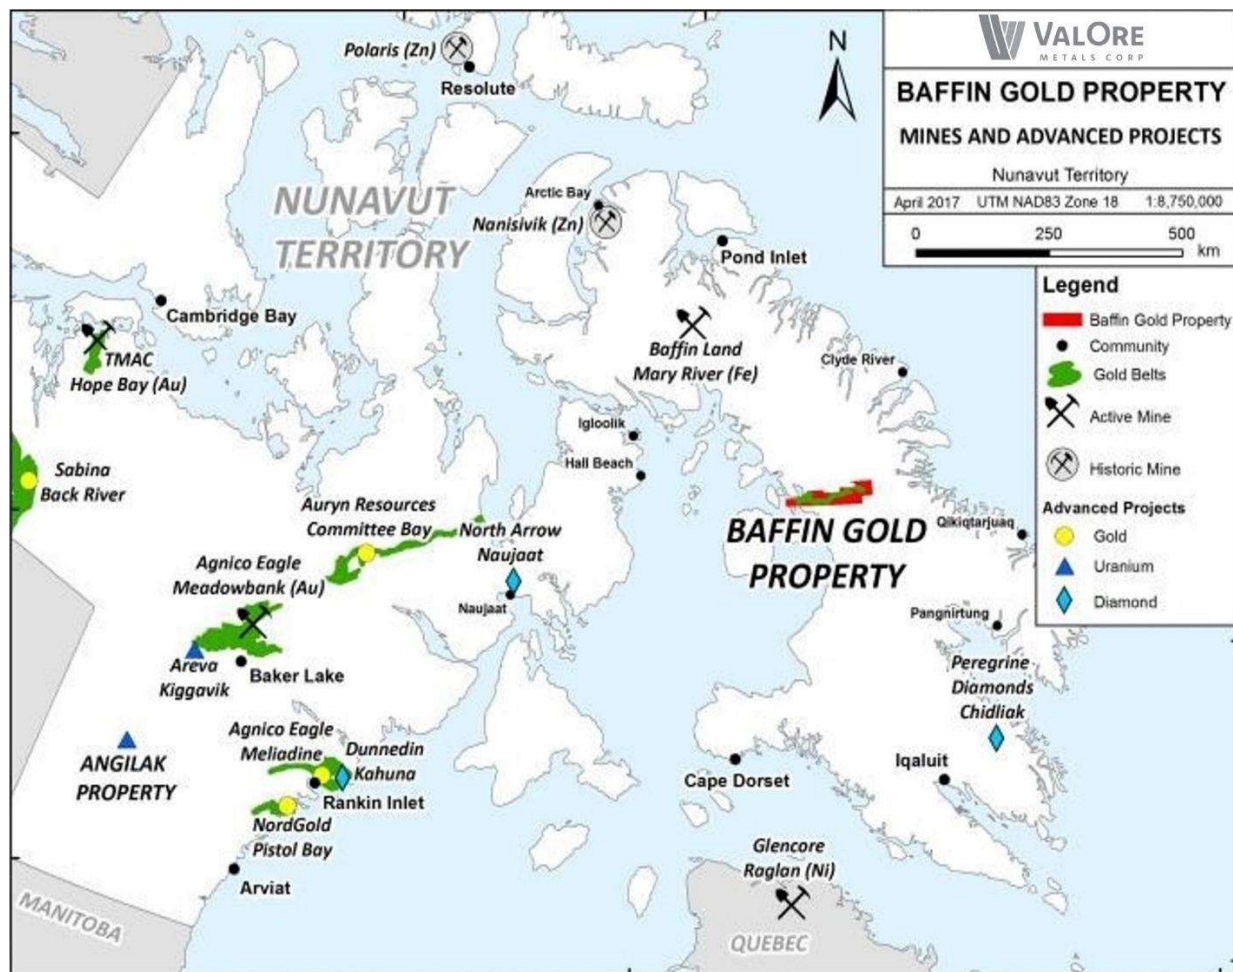 VALORE
METALS CORP
BAFFIN GOLD PROPERTY
MINES AND ADVANCED PROJECTS
Nunavut Territory
April 2017 UTM NAD83 Zone 18 1:8,750,000
0 250 500
km
Legend
Baffin Gold Property
Community
Gold Belts
Active Mine
Historic Mine
Advanced Projects
Gold
Uranium
Diamond
N
Polaris (Zn)
Resolute
NUNAVUT
TERRITORY
Arctic Bay
Nanisivik (Zn)
Pond Inlet
Cambridge Bay
TMAC
Hope Bay (Au)
Baffin Land
Mary River (Fe)
Clyde River
Igloolik
Hall Beach
Sabina
Back River
Auryn Resources
Committee Bay
North Arrow
Naujaat
Naujaat
BAFFIN GOLD
PROPERTY
Qikiqtarjuaq
Agnico Eagle
Meadowbank (Au)
Areva
Kiggavik
Baker Lake
Pangnirtung
Peregrine
Diamonds
Chidliak
ANGILAK
PROPERTY
Agnico Eagle
Meliadine
Dunnedin
Kahuna
Rankin Inlet
NordGold
Pistol Bay
Arviat
Cape Dorset
Iqaluit
Glencore
Raglan (Ni)
MANITOBA
QUEBEC